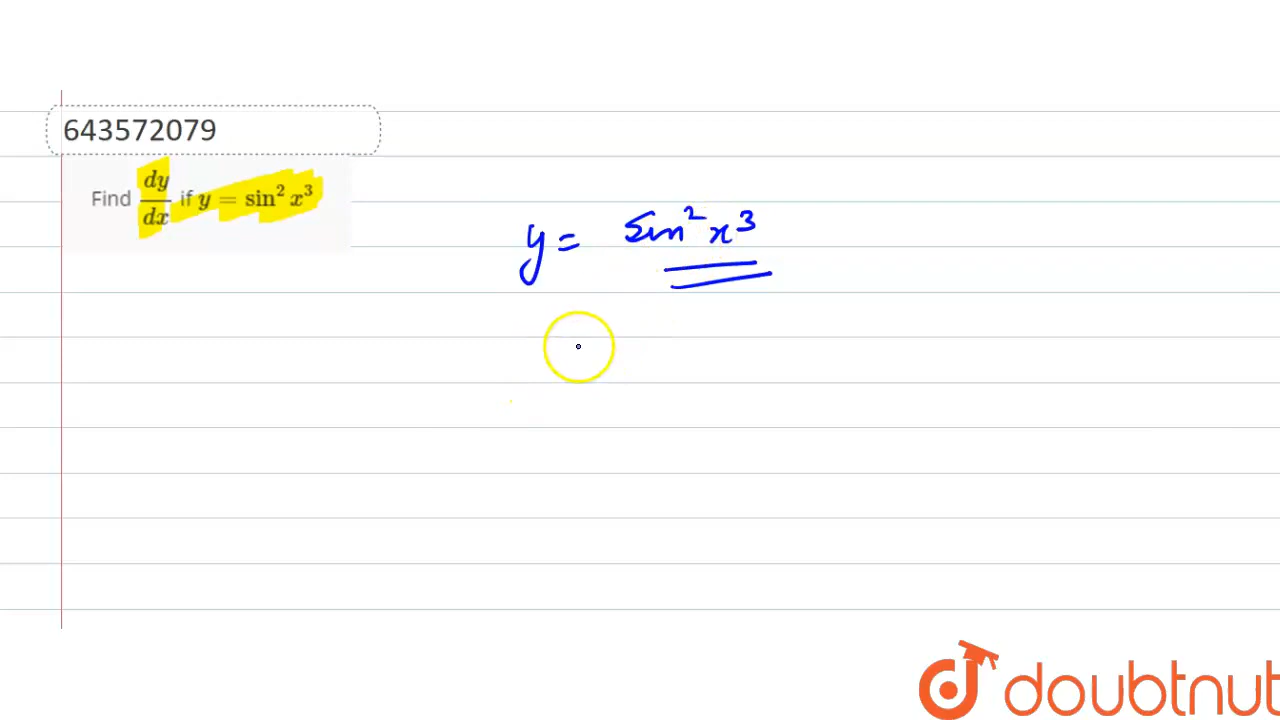 643572079
Find dy/dx if y = sin² x³
y = sin² x³
doubtnut